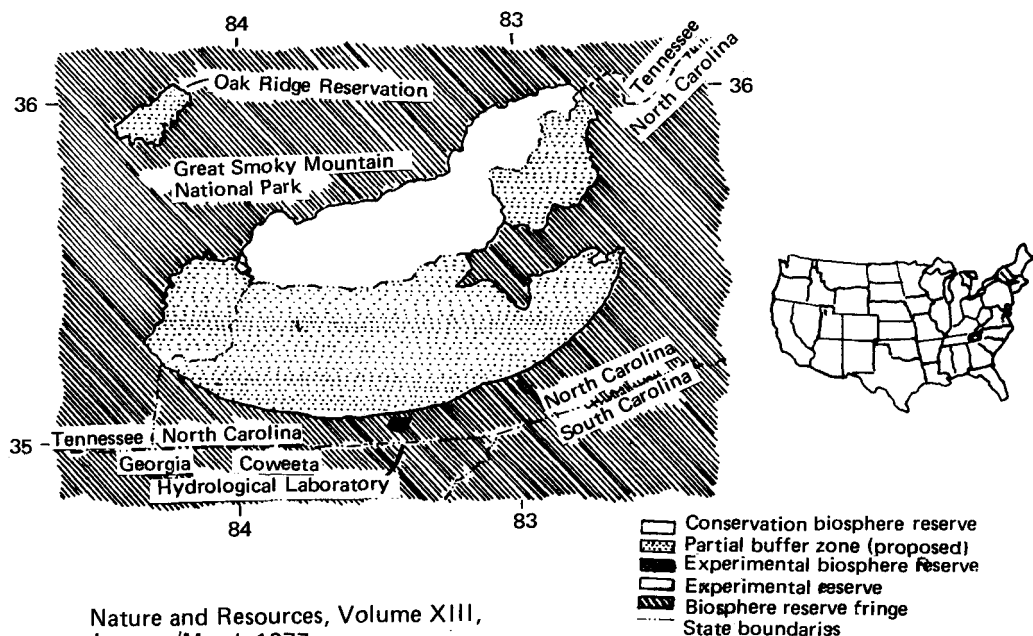 84
83
Tennessee
North Carolina
36
36
Oak Ridge Reservation
Great Smoky Mountain
National Park
North Carolina
South Carolina
35
Tennessee North Carolina
Georgia Coweeta
Hydrological Laboratory
84
83
Conservation biosphere reserve
Partial buffer zone (proposed)
Experimental biosphere Reserve
Experimental reserve
Biosphere reserve fringe
State boundaries
Nature and Resources, Volume XIII,